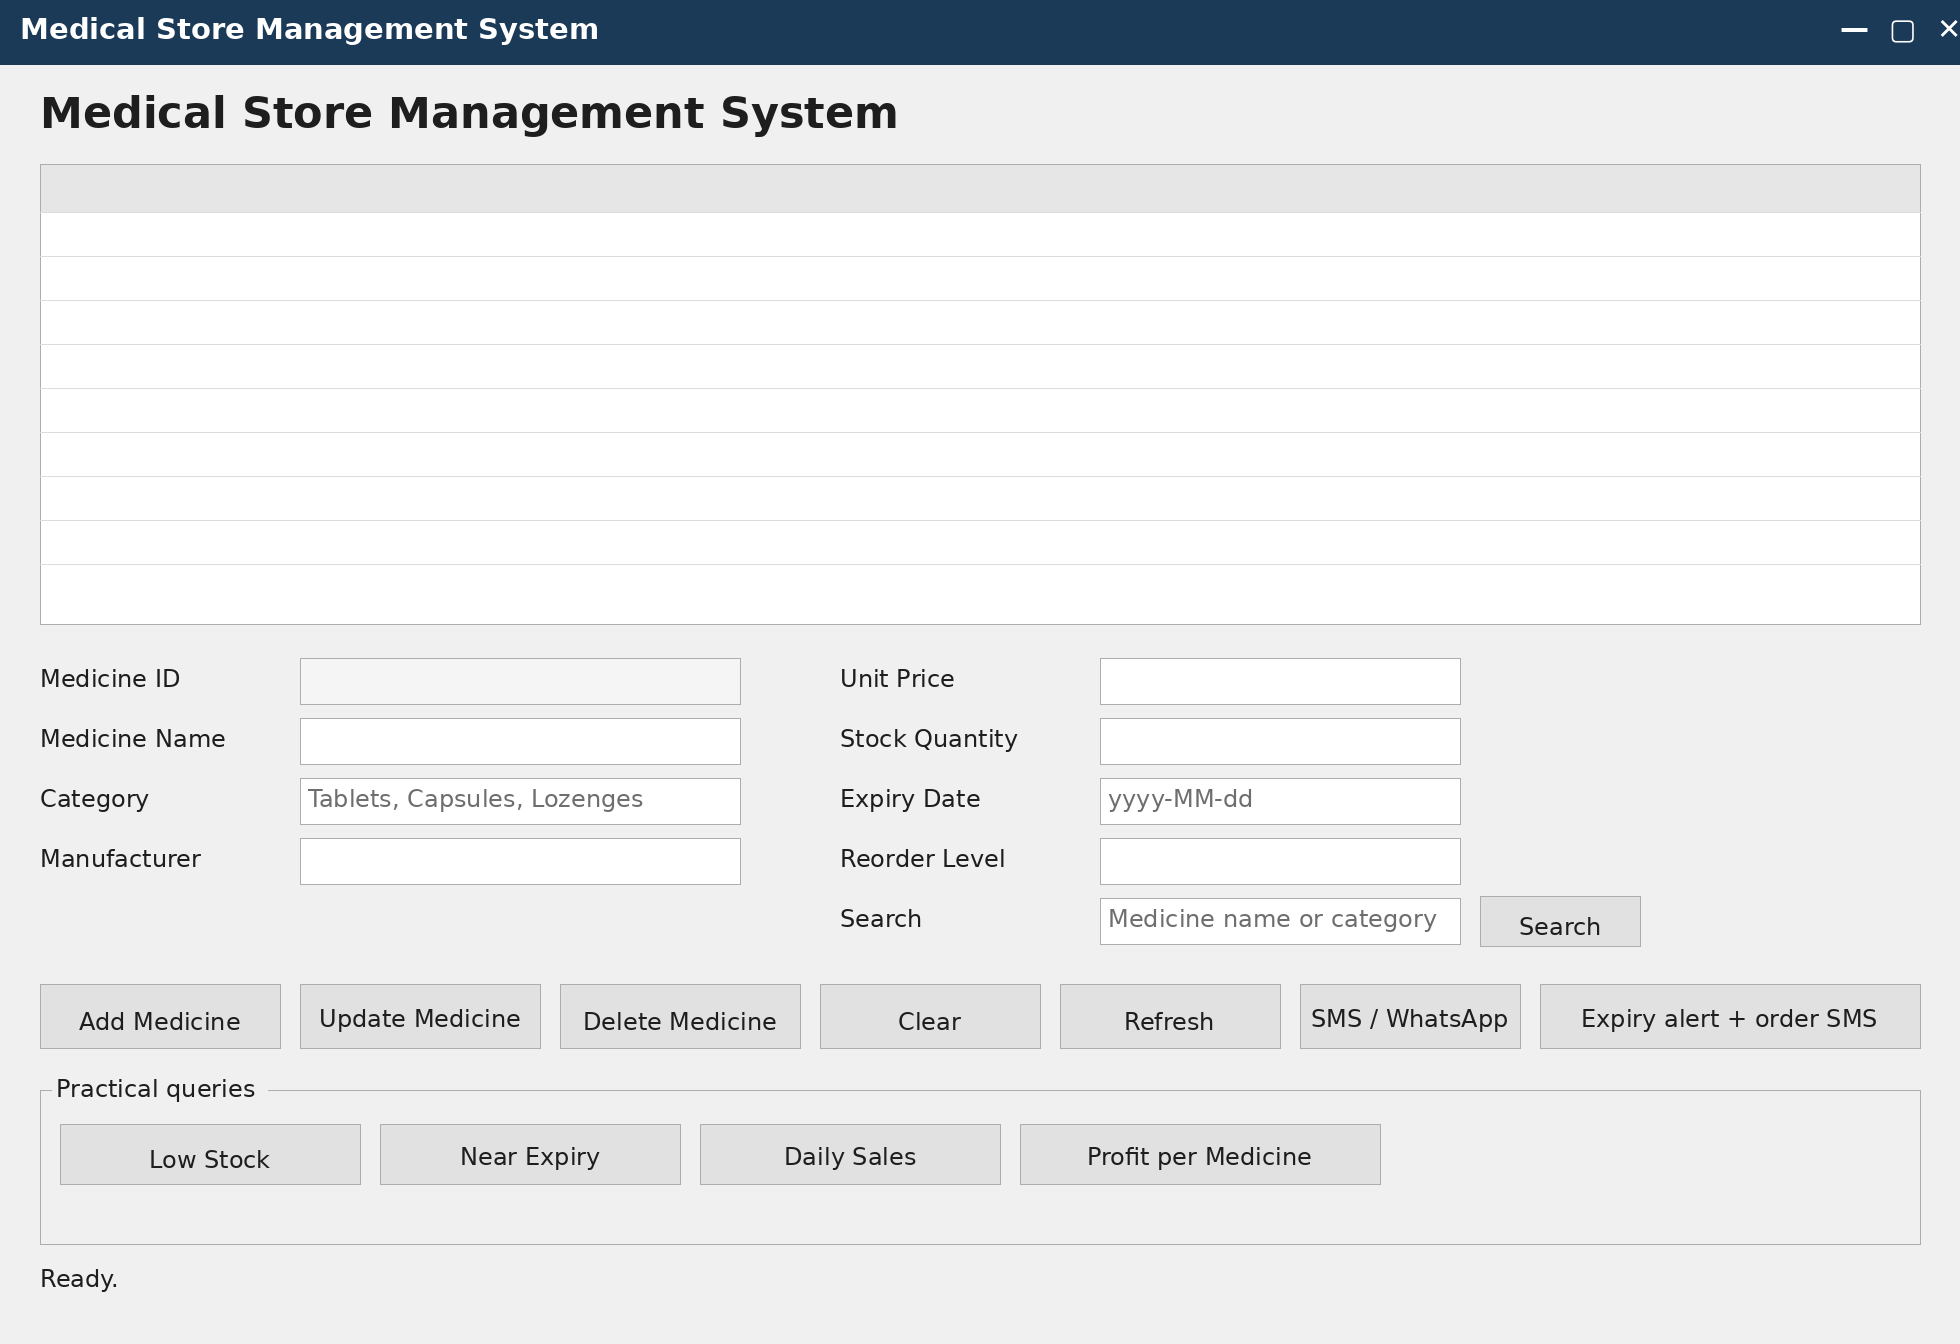 Medical Store Management System
Medical Store Management System
Medicine ID
Unit Price
Medicine Name
Stock Quantity
Category Tablets, Capsules, Lozenges
Expiry Date yyyy-MM-dd
Manufacturer
Reorder Level
Search Medicine name or category Search
Add Medicine Update Medicine Delete Medicine Clear Refresh SMS / WhatsApp Expiry alert + order SMS
Practical queries
Low Stock Near Expiry Daily Sales Profit per Medicine
Ready.